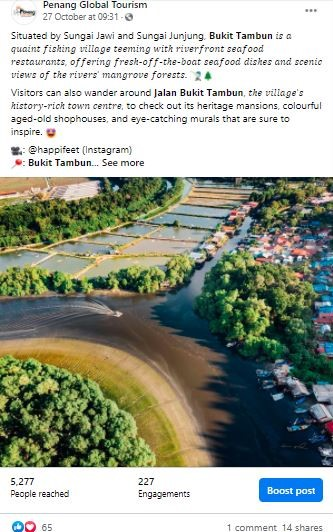 Penang Global Tourism
27 October at 09:31 ·
Situated by Sungai Jawi and Sungai Junjung, Bukit Tambun is a
quaint fishing village teeming with riverfront seafood
restaurants, offering fresh-off-the-boat seafood dishes and scenic
views of the rivers' mangrove forests. 🦐🌲
Visitors can also wander around Jalan Bukit Tambun, the village's
history-rich town centre, to check out its heritage mansions, colourful
aged-old shophouses, and eye-catching murals that are sure to
inspire. 🤩
🎥: @happifeet (Instagram)
📍: Bukit Tambun... See more
5,277
People reached
227
Engagements
Boost post
65
1 comment 14 shares